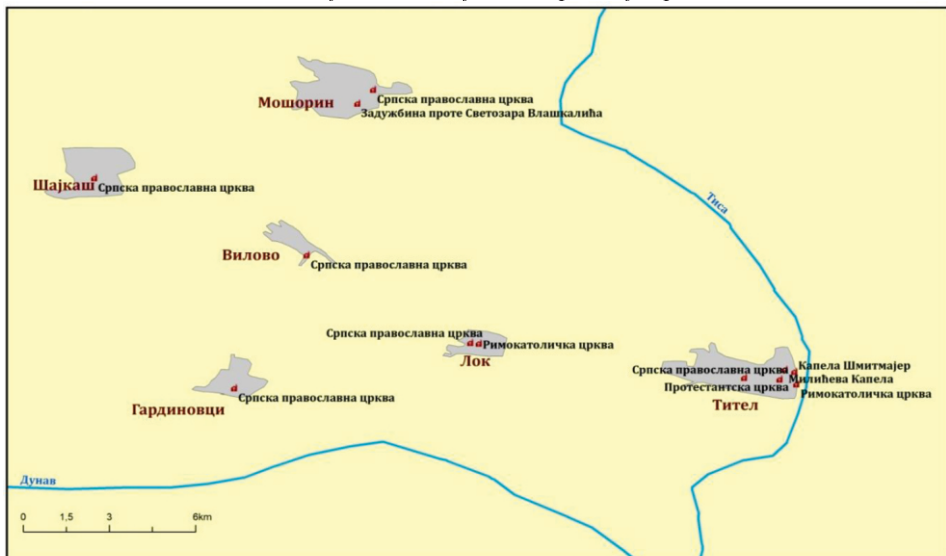 Српска православна црква
Мошорин
Задужбина проте Светозара Влашкалића
Шајкаш
Српска православна црква
Тиса
Вилово
Српска православна црква
Српска православна црква
Римокатоличка црква
Лок
Капела Шмитмајер
Српска православна црква
Милићева Капела
Протестантска црква
Римокатоличка црква
Тител
Српска православна црква
Гардиновци
Дунав
0 1,5 3 6km